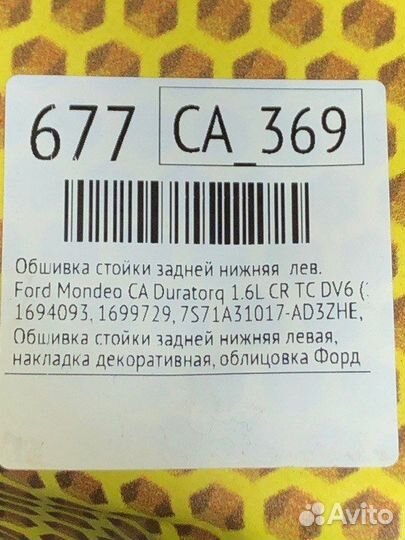 677 CA_369
Обшивка стойки задней нижняя лев.
Ford Mondeo CA Duratorq 1.6L CR TC DV6 (
1694093, 1699729, 7S71A31017-AD3ZHE,
Обшивка стойки задней нижняя левая,
накладка декоративная, облицовка Форд
Avito